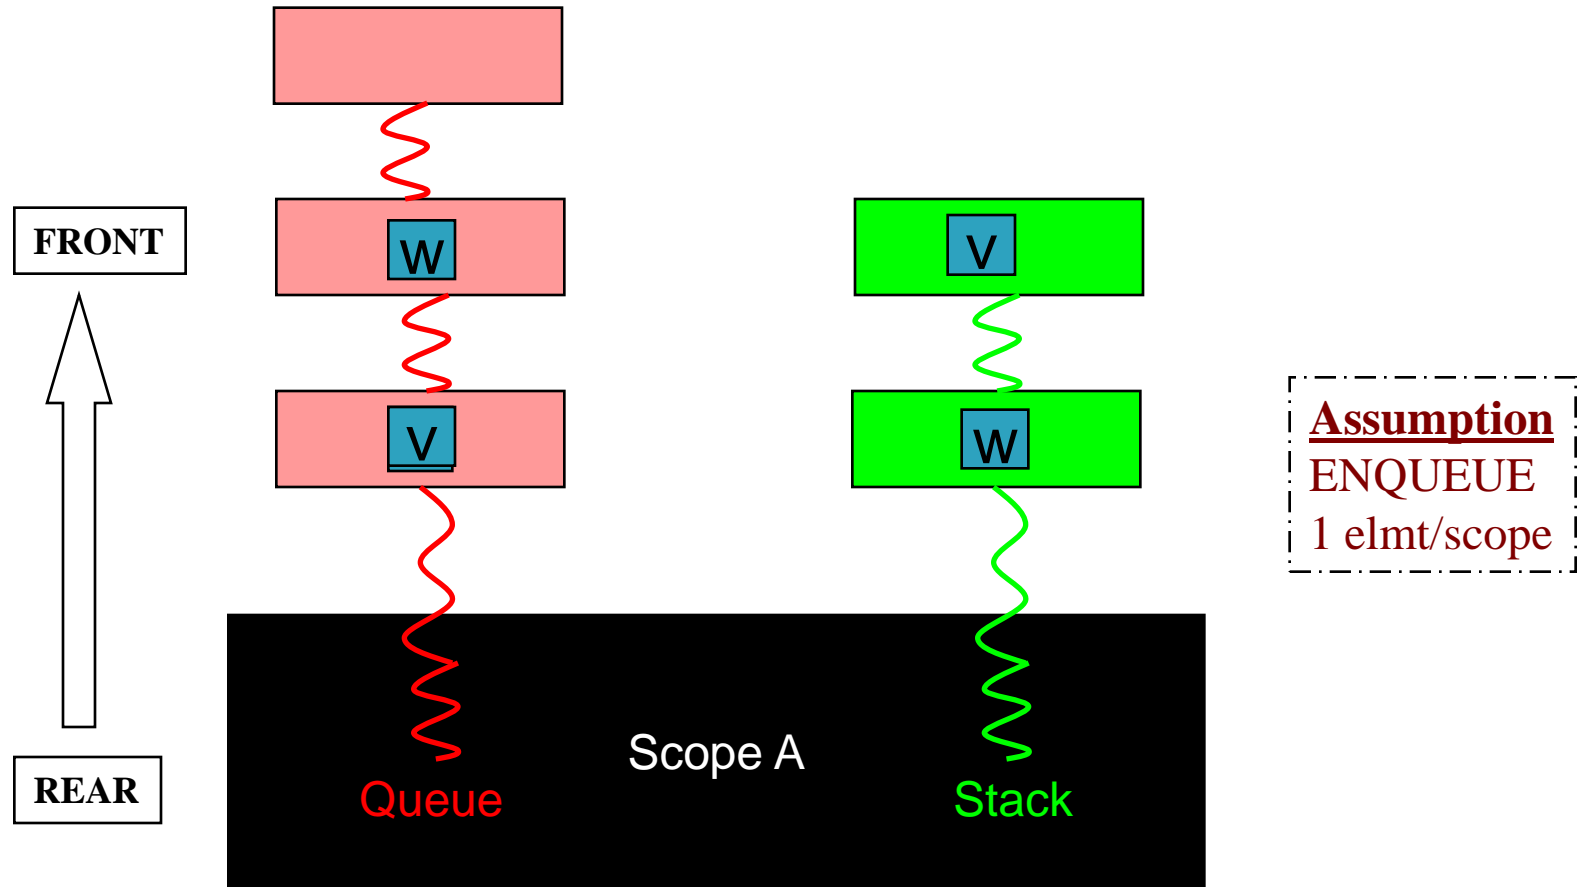 FRONT
W
V
V
W
Assumption
ENQUEUE
1 elmt/scope
Scope A
REAR
Queue
Stack